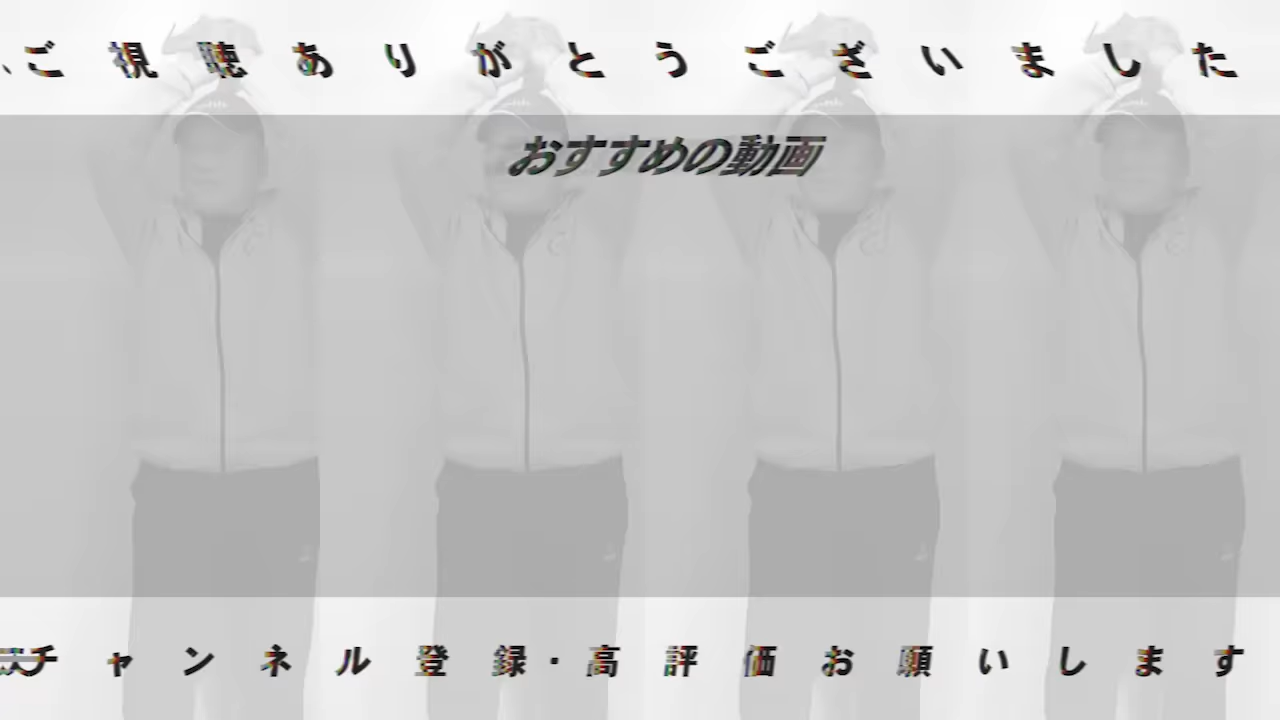 ご視聴ありがとうございました
おすすめの動画
チャンネル登録・高評価お願いします